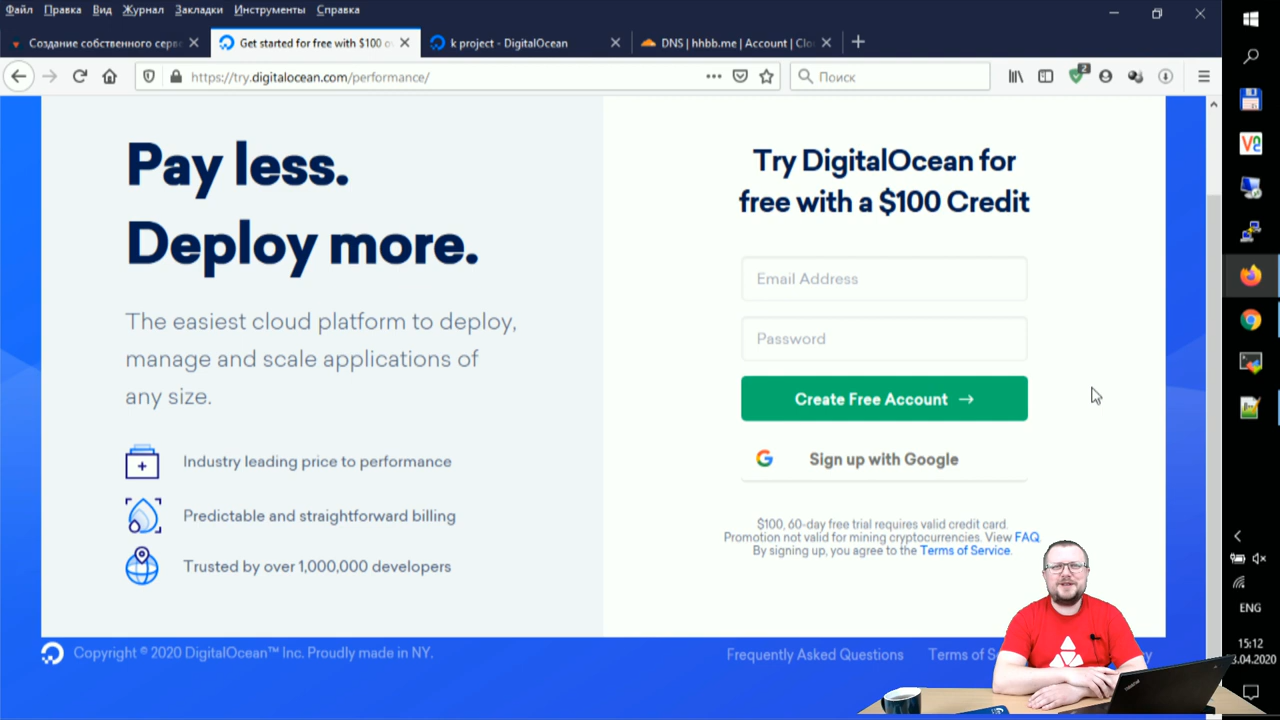 Файл Правка Вид Журнал Закладки Инструменты Справка
Создание собственного серв
Get started for free with $100 o
k project - DigitalOcean
DNS | hhbb.me | Account | Clo
https://try.digitalocean.com/performance/
Поиск
2
Pay less.
Deploy more.
The easiest cloud platform to deploy,
manage and scale applications of
any size.
Industry leading price to performance
Predictable and straightforward billing
Trusted by over 1,000,000 developers
Try DigitalOcean for
free with a $100 Credit
Email Address
Password
Create Free Account →
Sign up with Google
$100, 60-day free trial requires valid credit card.
Promotion not valid for mining cryptocurrencies. View FAQ.
By signing up, you agree to the Terms of Service.
Copyright © 2020 DigitalOcean™ Inc. Proudly made in NY.
Frequently Asked Questions
Terms of S
ENG
15:12
3.04.2020
ThinkPad